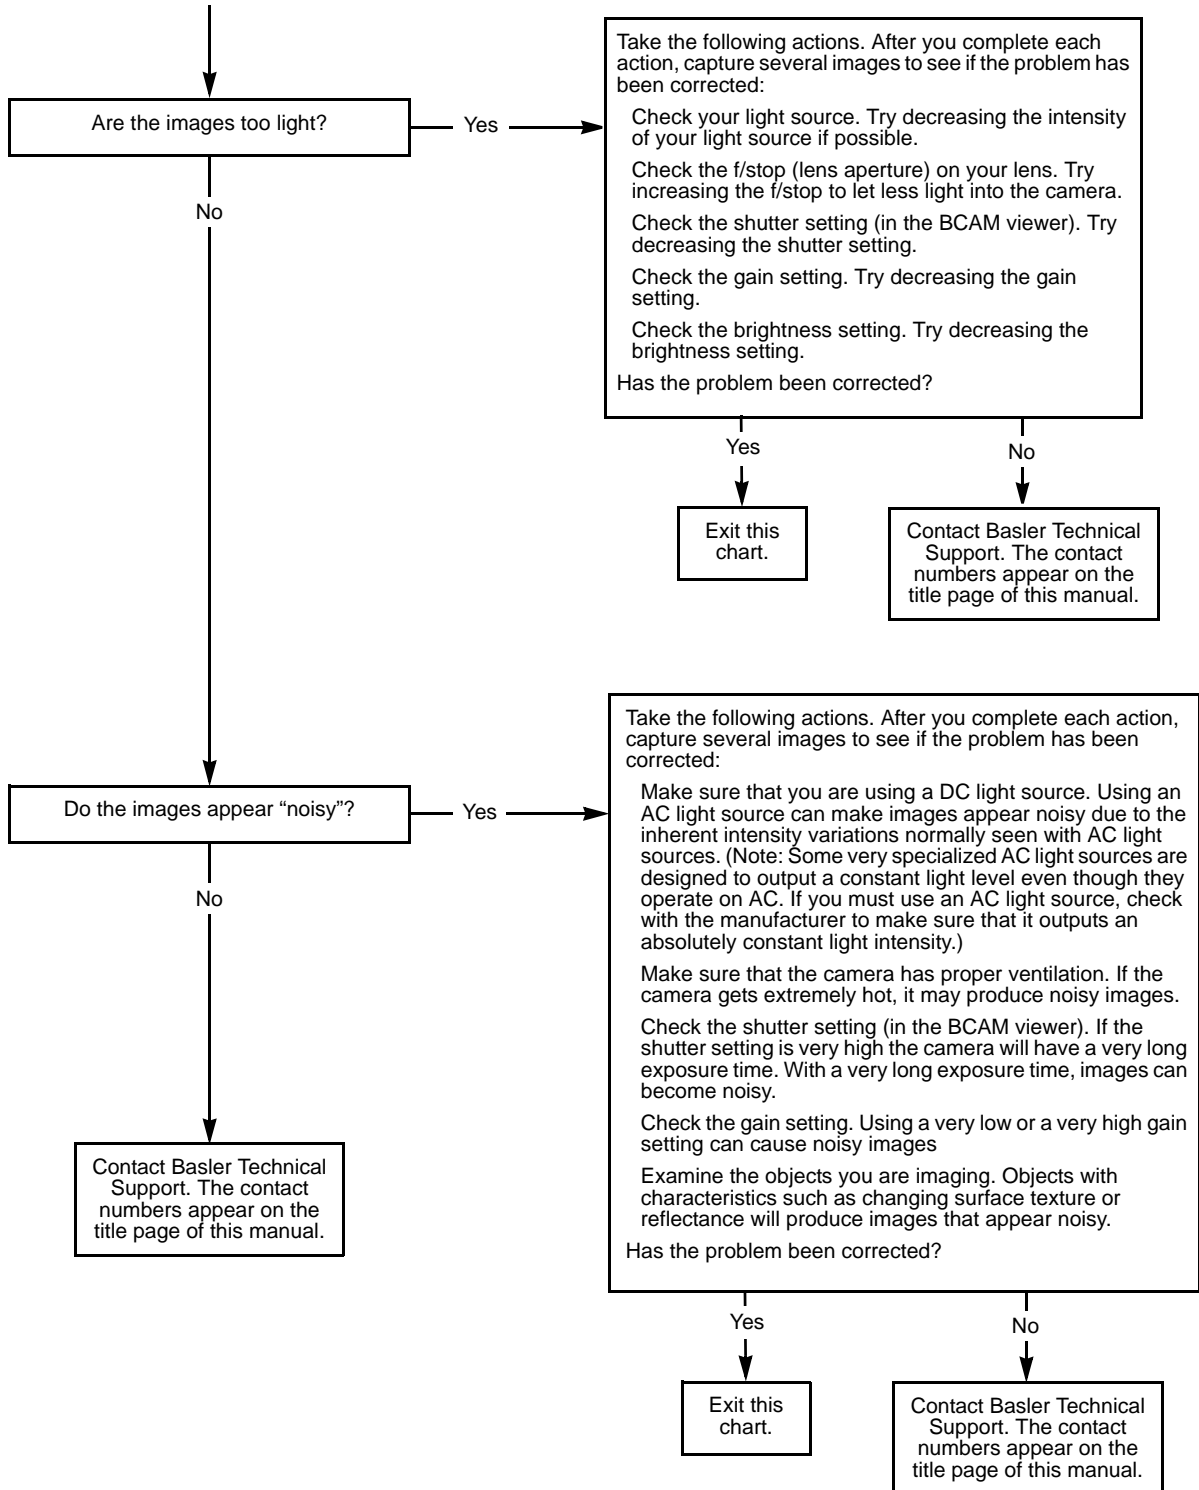 Are the images too light?
Yes
No
Take the following actions. After you complete each
action, capture several images to see if the problem has
been corrected:
Check your light source. Try decreasing the intensity
of your light source if possible.
Check the f/stop (lens aperture) on your lens. Try
increasing the f/stop to let less light into the camera.
Check the shutter setting (in the BCAM viewer). Try
decreasing the shutter setting.
Check the gain setting. Try decreasing the gain
setting.
Check the brightness setting. Try decreasing the
brightness setting.
Has the problem been corrected?
Yes
No
Exit this
chart.
Contact Basler Technical
Support. The contact
numbers appear on the
title page of this manual.
Do the images appear “noisy”?
Yes
No
Contact Basler Technical
Support. The contact
numbers appear on the
title page of this manual.
Take the following actions. After you complete each action,
capture several images to see if the problem has been
corrected:
Make sure that you are using a DC light source. Using an
AC light source can make images appear noisy due to the
inherent intensity variations normally seen with AC light
sources. (Note: Some very specialized AC light sources are
designed to output a constant light level even though they
operate on AC. If you must use an AC light source, check
with the manufacturer to make sure that it outputs an
absolutely constant light intensity.)
Make sure that the camera has proper ventilation. If the
camera gets extremely hot, it may produce noisy images.
Check the shutter setting (in the BCAM viewer). If the
shutter setting is very high the camera will have a very long
exposure time. With a very long exposure time, images can
become noisy.
Check the gain setting. Using a very low or a very high gain
setting can cause noisy images
Examine the objects you are imaging. Objects with
characteristics such as changing surface texture or
reflectance will produce images that appear noisy.
Has the problem been corrected?
Yes
No
Exit this
chart.
Contact Basler Technical
Support. The contact
numbers appear on the
title page of this manual.